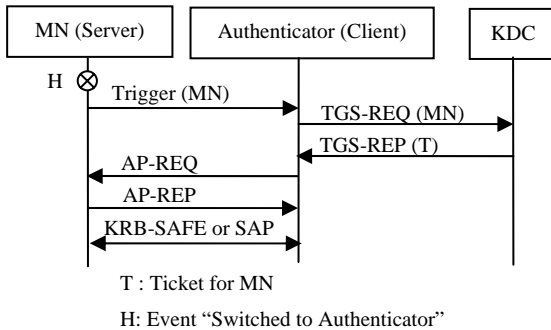 MN (Server)
Authenticator (Client)
KDC
H
Trigger (MN)
TGS-REQ (MN)
TGS-REP (T)
AP-REQ
AP-REP
KRB-SAFE or SAP
T : Ticket for MN
H: Event “Switched to Authenticator”